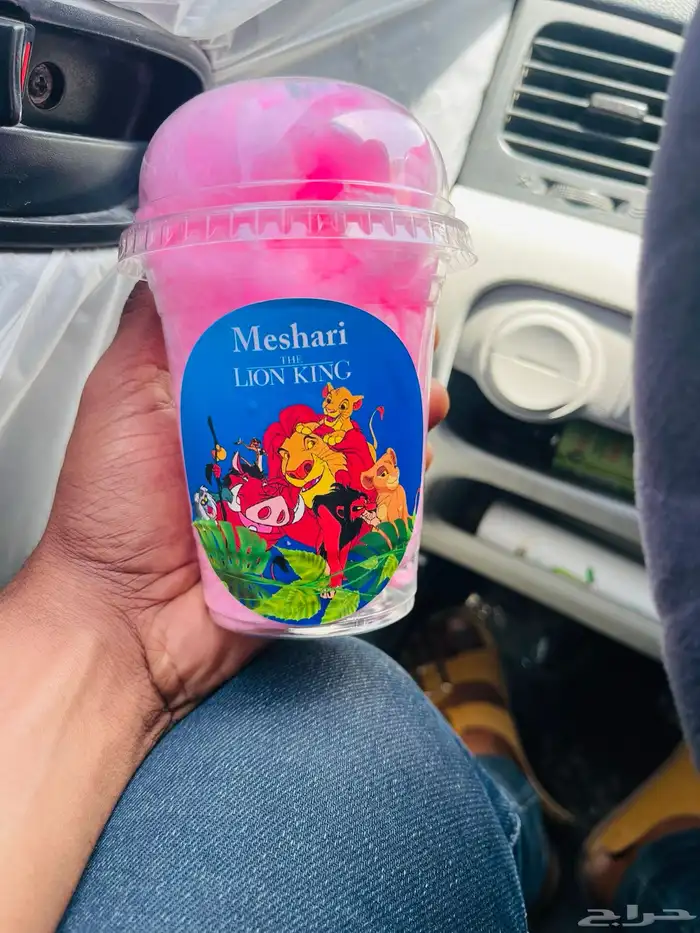 Meshari
THE
LION KING
حراج